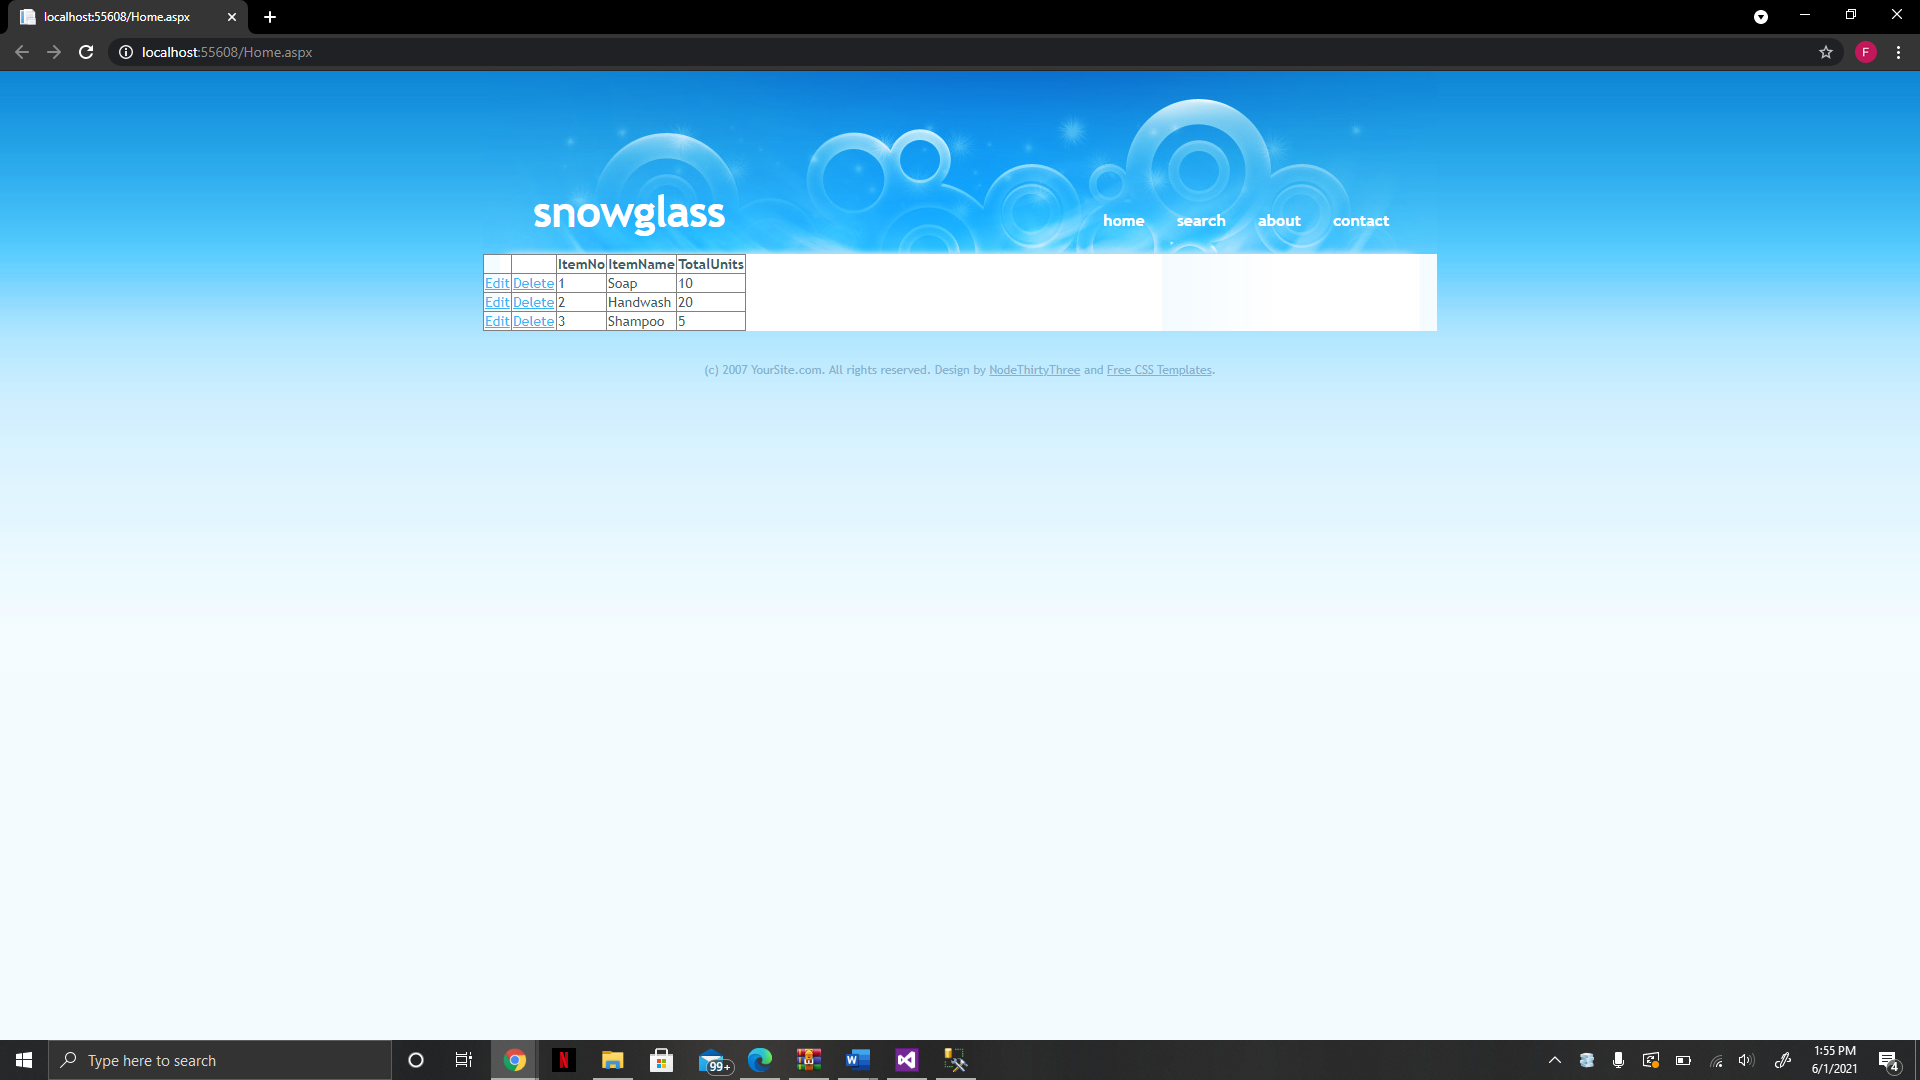 localhost:55608/Home.aspx
localhost:55608/Home.aspx
F
snowglass
home search about contact
ItemNo ItemName TotalUnits
Edit Delete 1 Soap 10
Edit Delete 2 Handwash 20
Edit Delete 3 Shampoo 5
(c) 2007 YourSite.com. All rights reserved. Design by NodeThirtyThree and Free CSS Templates.
Type here to search
N
99+
W
1:55 PM
6/1/2021
4